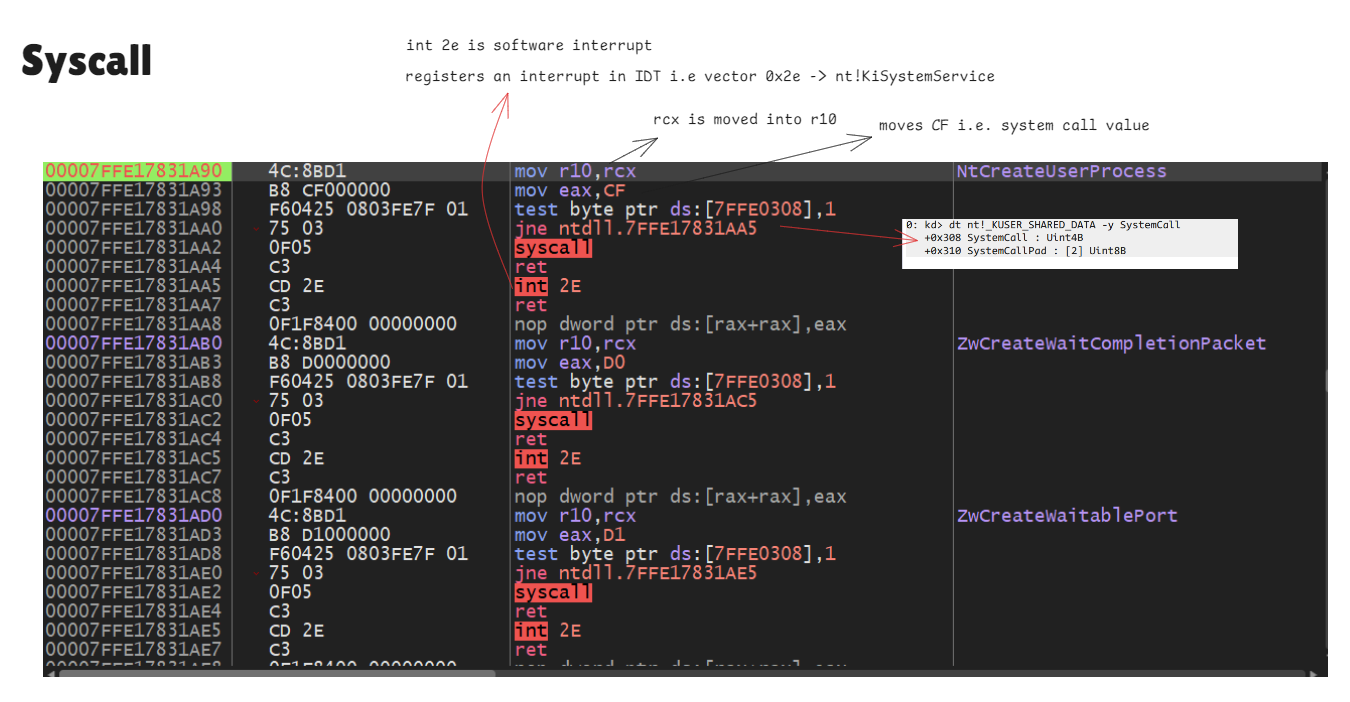 Syscall
int 2e is software interrupt
registers an interrupt in IDT i.e vector 0x2e -> nt!KiSystemService
rcx is moved into r10
moves CF i.e. system call value
00007FFE17831A90 4C:8BD1 mov r10,rcx NtCreateUserProcess
00007FFE17831A93 B8 CF000000 mov eax,CF
00007FFE17831A98 F60425 0803FE7F 01 test byte ptr ds:[7FFE0308],1
00007FFE17831AA0 75 03 jne ntdll.7FFE17831AA5
00007FFE17831AA2 0F05 syscall
00007FFE17831AA4 C3 ret
00007FFE17831AA5 CD 2E int 2E
00007FFE17831AA7 C3 ret
00007FFE17831AA8 0F1F8400 00000000 nop dword ptr ds:[rax+rax],eax
0: kd> dt nt!_KUSER_SHARED_DATA -y SystemCall
+0x308 SystemCall : Uint4B
+0x310 SystemCallPad : [2] Uint8B
00007FFE17831AB0 4C:8BD1 mov r10,rcx ZwCreateWaitCompletionPacket
00007FFE17831AB3 B8 D0000000 mov eax,D0
00007FFE17831AB8 F60425 0803FE7F 01 test byte ptr ds:[7FFE0308],1
00007FFE17831AC0 75 03 jne ntdll.7FFE17831AC5
00007FFE17831AC2 0F05 syscall
00007FFE17831AC4 C3 ret
00007FFE17831AC5 CD 2E int 2E
00007FFE17831AC7 C3 ret
00007FFE17831AC8 0F1F8400 00000000 nop dword ptr ds:[rax+rax],eax
00007FFE17831AD0 4C:8BD1 mov r10,rcx ZwCreateWaitablePort
00007FFE17831AD3 B8 D1000000 mov eax,D1
00007FFE17831AD8 F60425 0803FE7F 01 test byte ptr ds:[7FFE0308],1
00007FFE17831AE0 75 03 jne ntdll.7FFE17831AE5
00007FFE17831AE2 0F05 syscall
00007FFE17831AE4 C3 ret
00007FFE17831AE5 CD 2E int 2E
00007FFE17831AE7 C3 ret